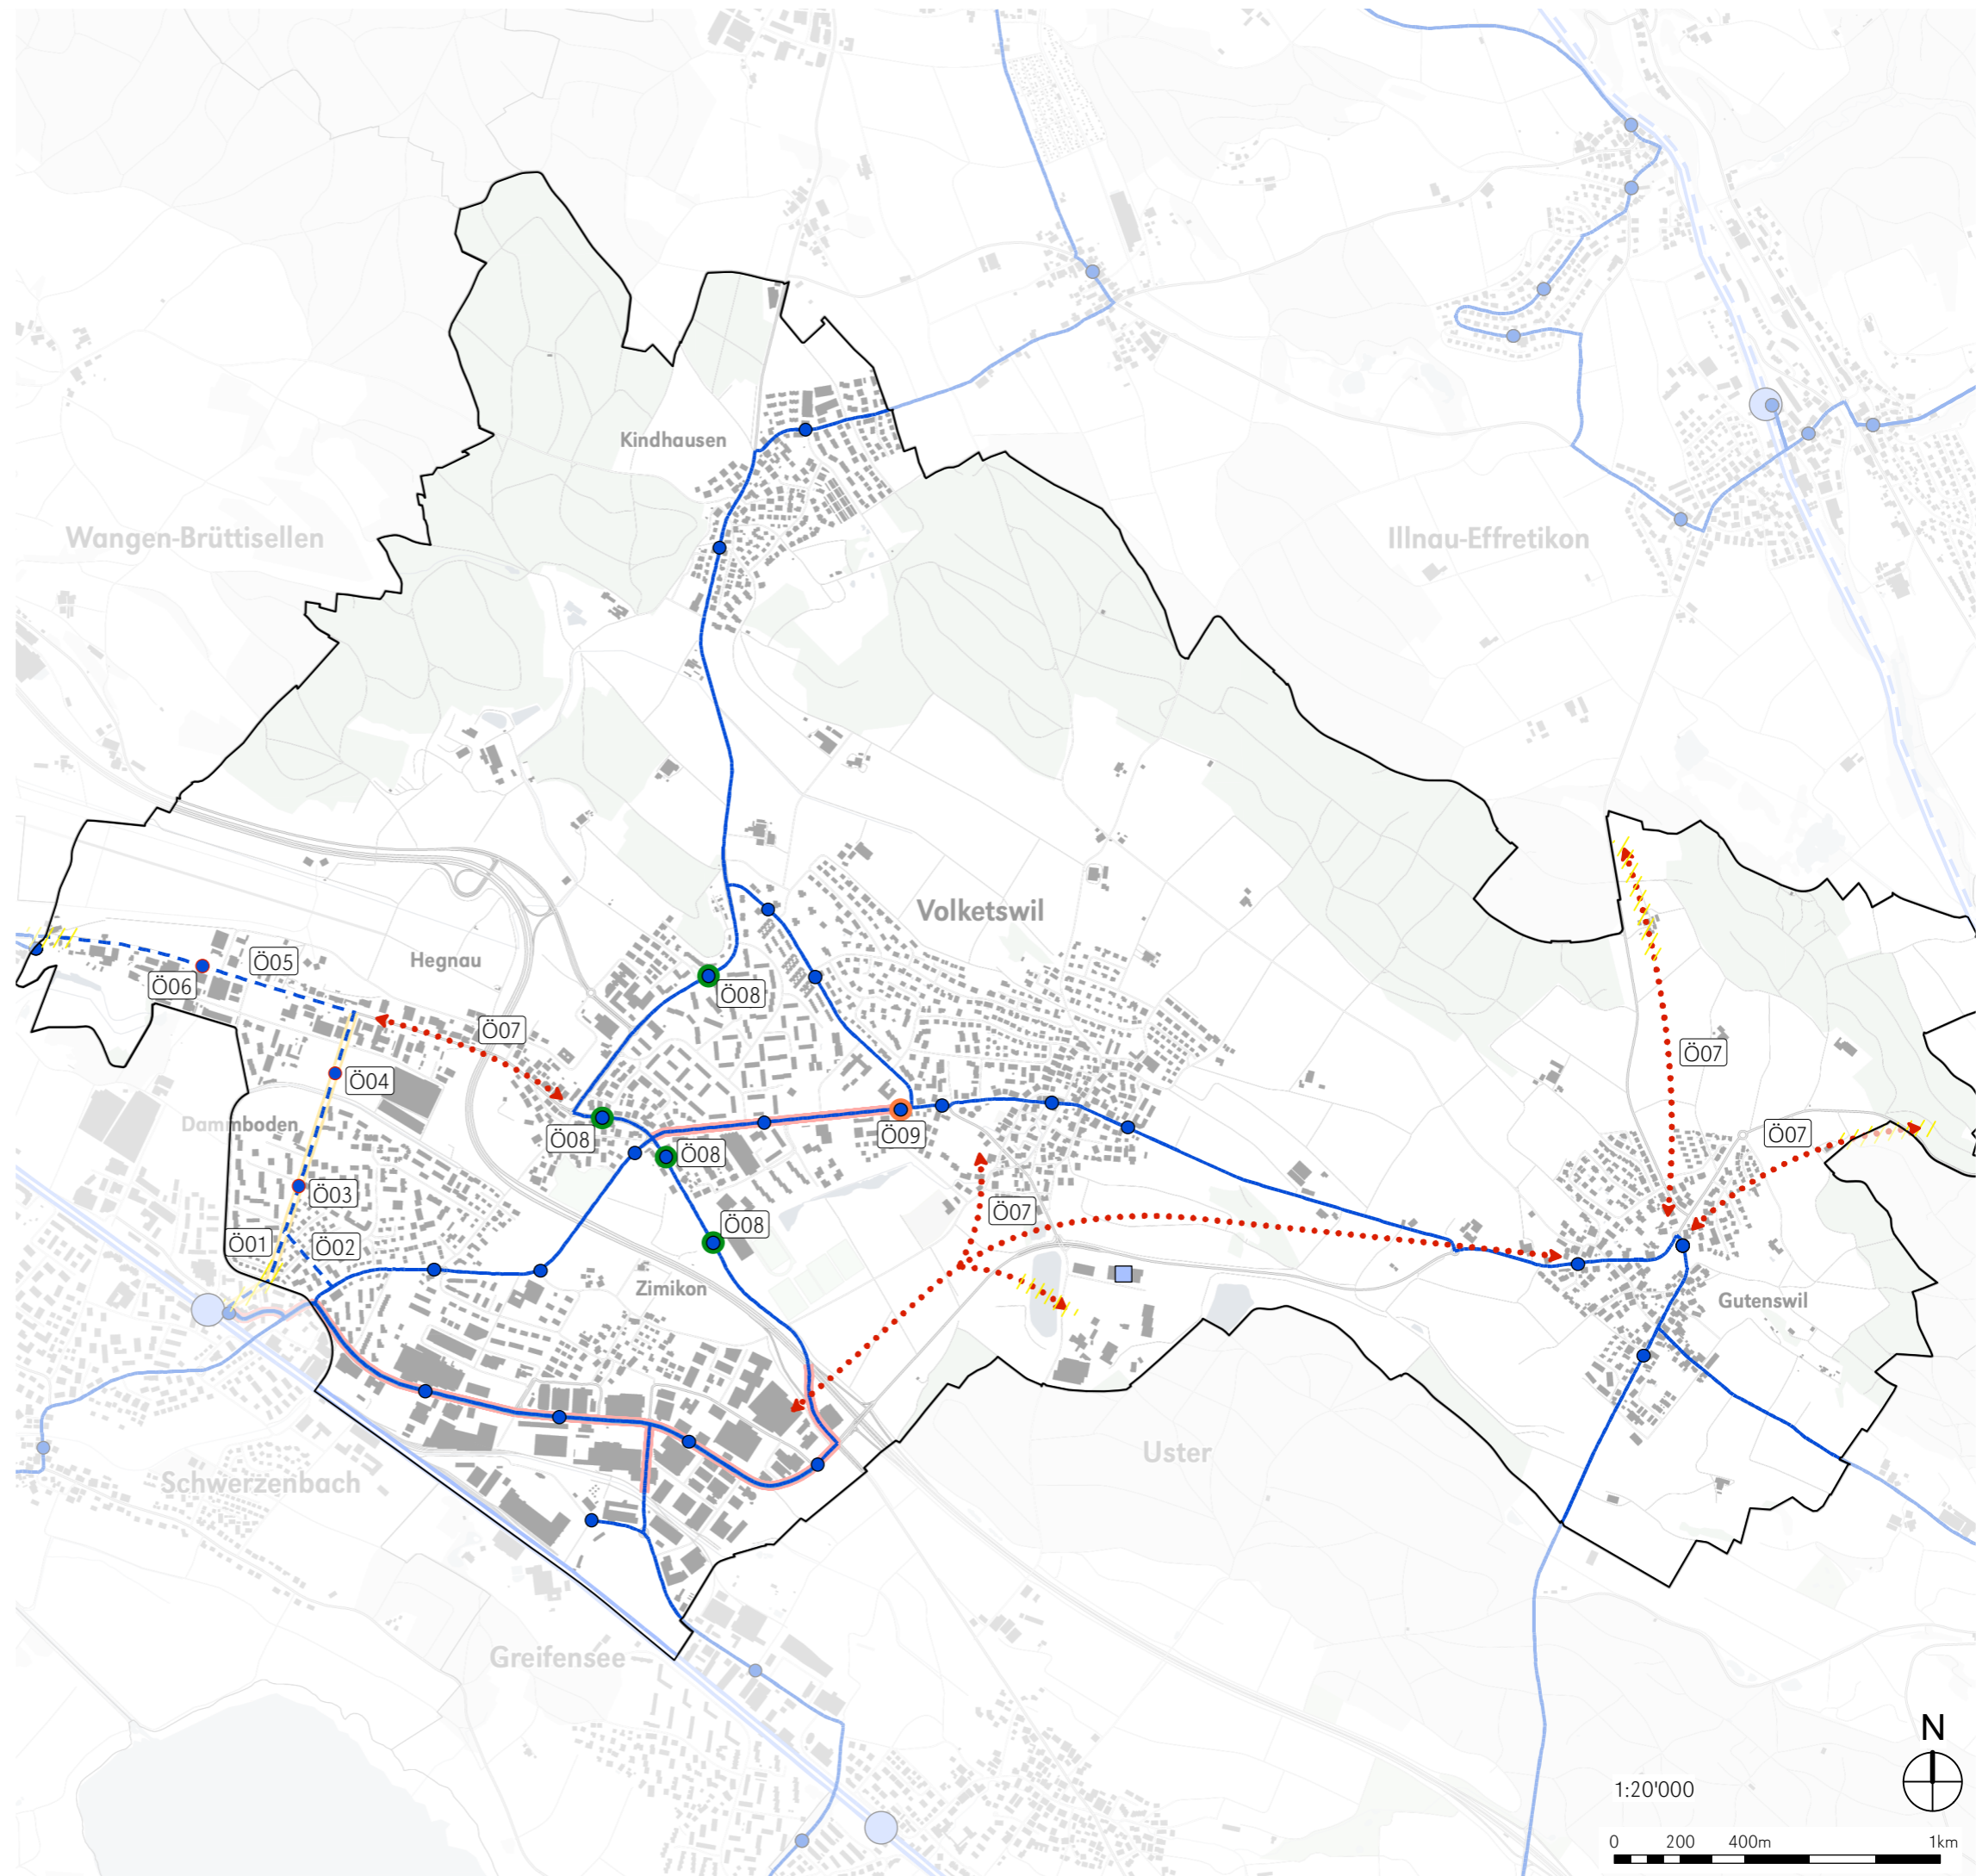 Kindhausen
Wangen-Brüttisellen
Illnau-Effretikon
Volketswil
Hegnau
Ö05
Ö06
Ö08
Ö07
Ö07
Ö04
Dammboden
Ö08
Ö08
Ö09
Ö07
Ö03
Ö07
Ö08
Ö01
Ö02
Zimikon
Gutenswil
Uster
Schwerzenbach
Greifensee
N
1:20'000
0 200 400m 1km